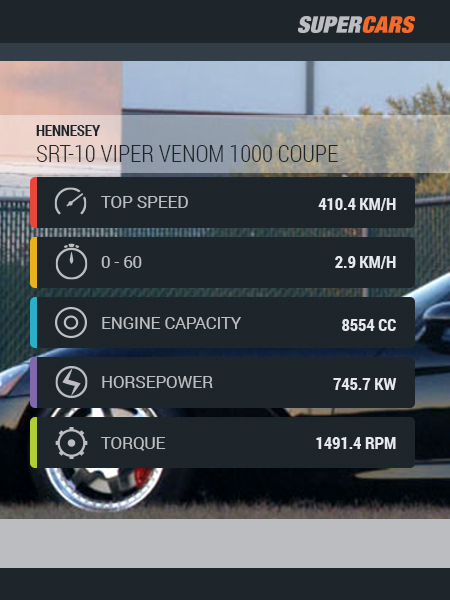 SUPERCARS
HENNESEY
SRT-10 VIPER VENOM 1000 COUPE
TOP SPEED 410.4 KM/H
0 - 60 2.9 KM/H
ENGINE CAPACITY 8554 CC
HORSEPOWER 745.7 KW
TORQUE 1491.4 RPM